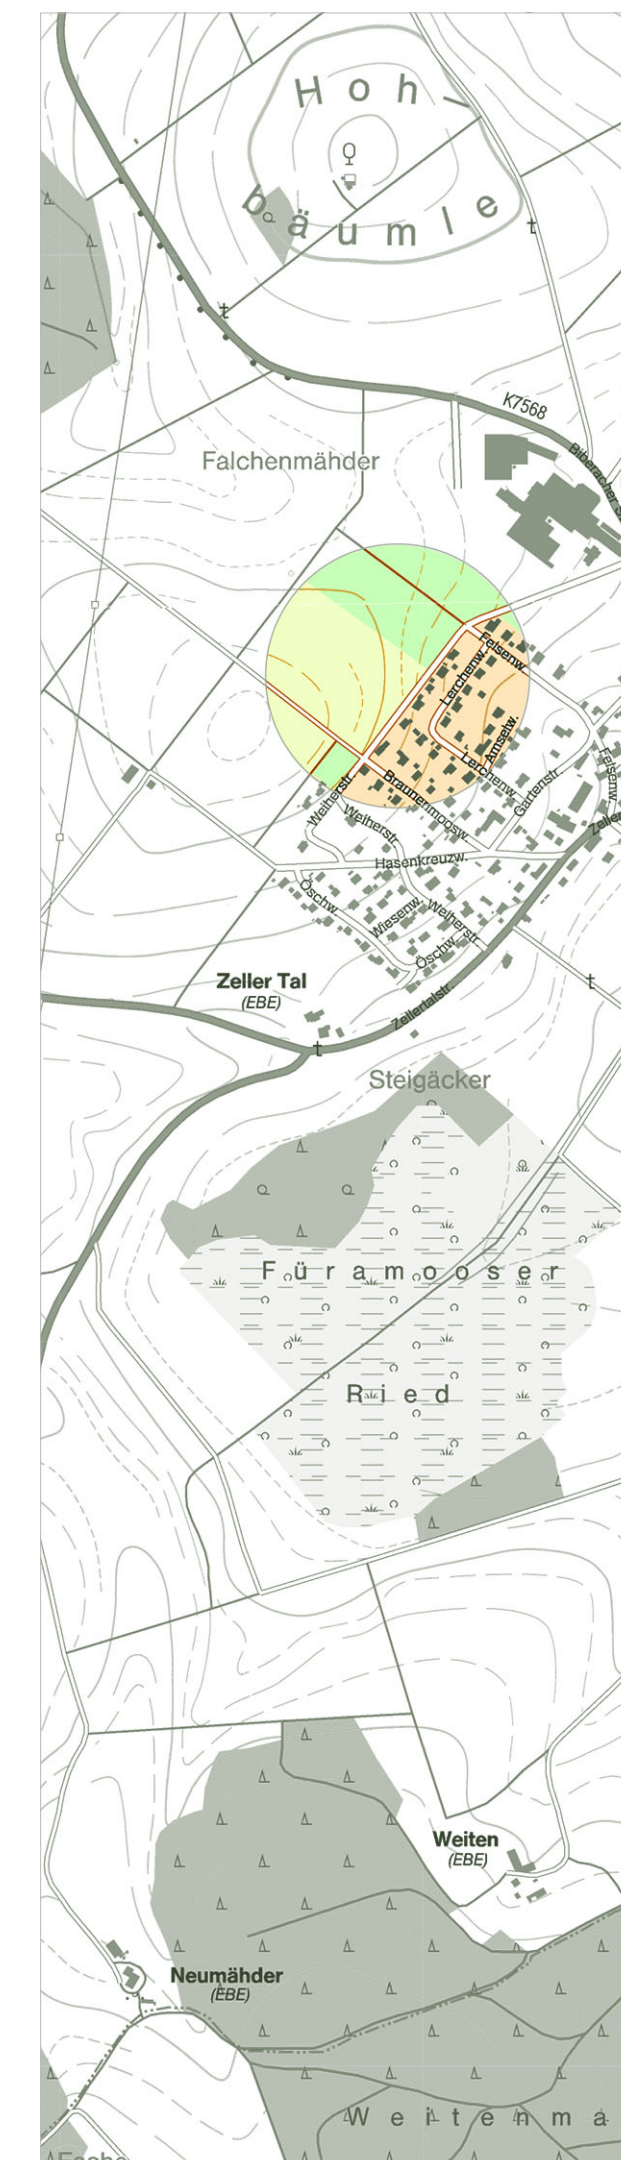 Hoh-
bäumle
K7568
Biberacher S
Falchenmähder
Felsenw.
Lerchenw.
Amselw.
Lerchenw.
Felsenw.
Gartenstr.
Braunenmoosw.
Weiherstr.
Weiherstr.
Zeller
Hasenkreuzw.
Öschw.
Wiesenw.
Weiherstr.
Öschw.
Zeller Tal
(EBE)
Zellertalstr.
Steigäcker
Füramooser
Ried
Weiten
(EBE)
Neumähder
(EBE)
Weitenma